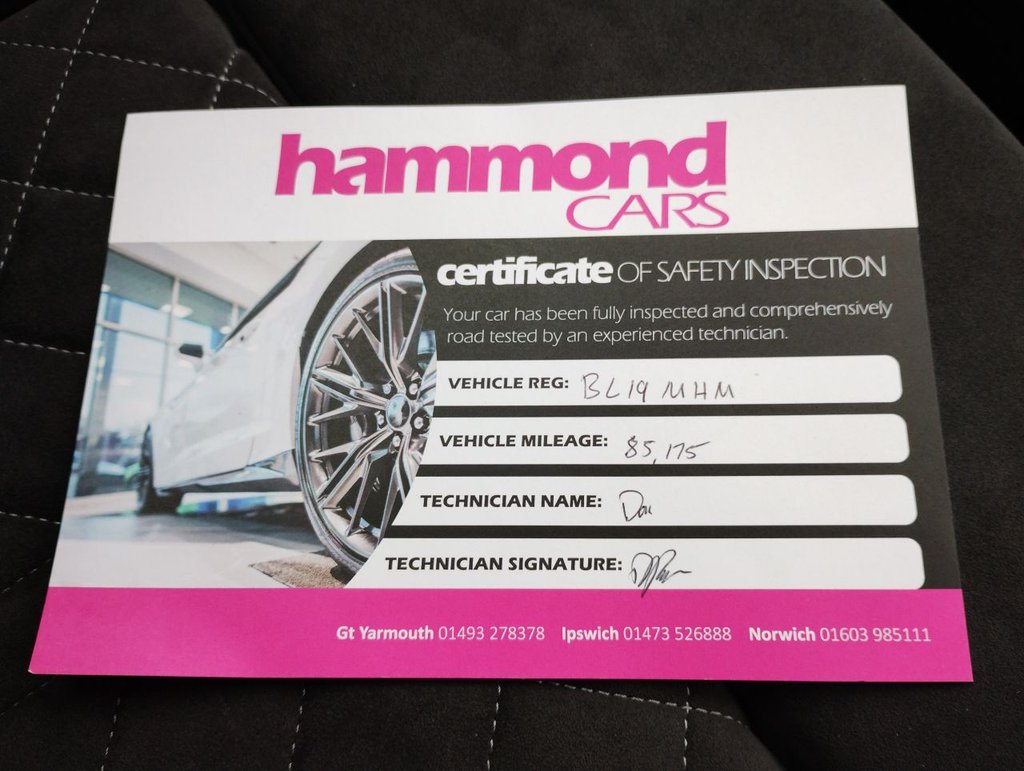 hammond
CARS
certificate OF SAFETY INSPECTION
Your car has been fully inspected and comprehensively
road tested by an experienced technician.
VEHICLE REG: BL19 MHM
VEHICLE MILEAGE: 85,175
TECHNICIAN NAME: Dan
TECHNICIAN SIGNATURE:
Gt Yarmouth 01493 278378 Ipswich 01473 526888 Norwich 01603 985111